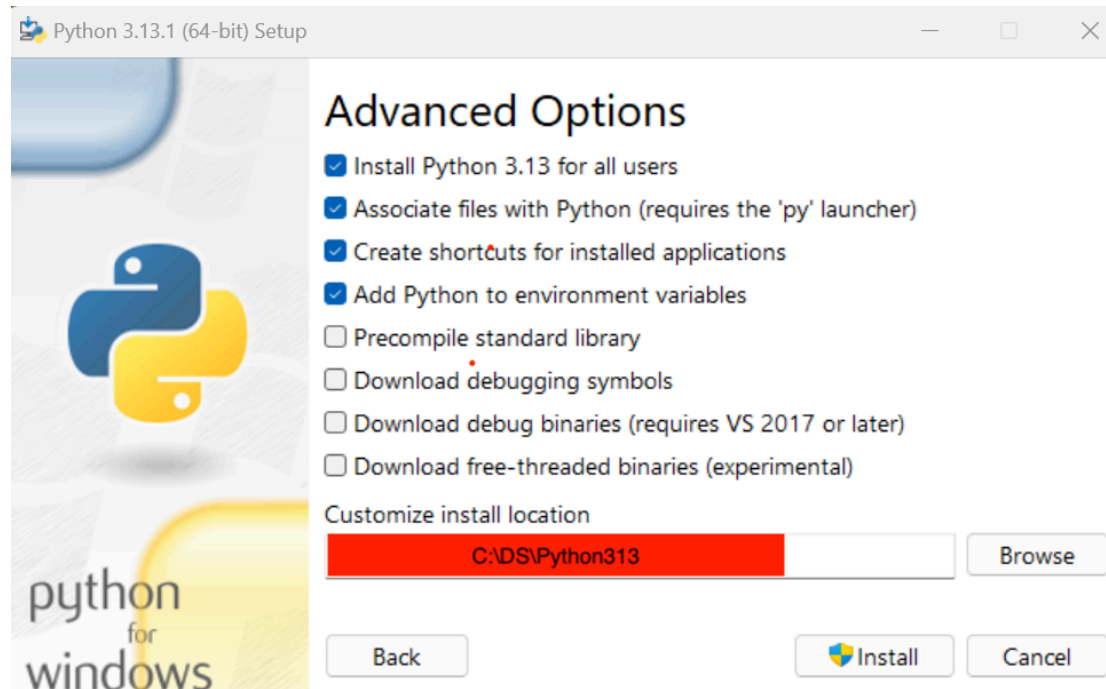 Python 3.13.1 (64-bit) Setup
Advanced Options
Install Python 3.13 for all users
Associate files with Python (requires the 'py' launcher)
Create shortcuts for installed applications
Add Python to environment variables
Precompile standard library
Download debugging symbols
Download debug binaries (requires VS 2017 or later)
Download free-threaded binaries (experimental)
Customize install location
C:\DS\Python313
Browse
python
for
windows
Back
Install
Cancel